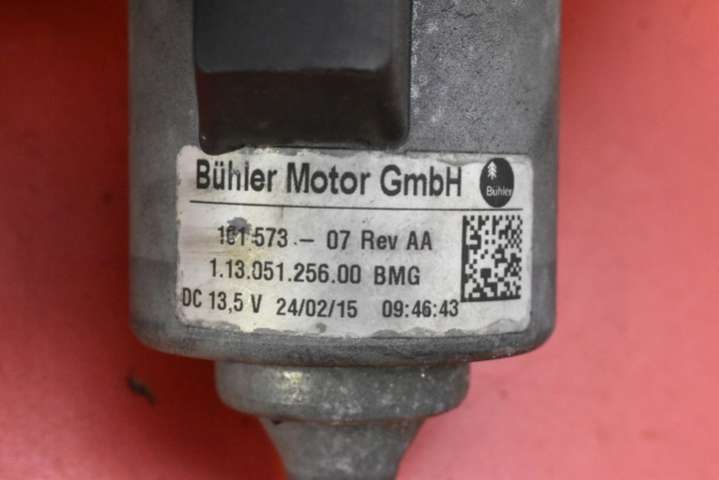 Bühler Motor GmbH
Bühler
101 573 - 07 Rev AA
1.13.051.256.00 BMG
DC 13,5 V 24/02/15 09:46:43